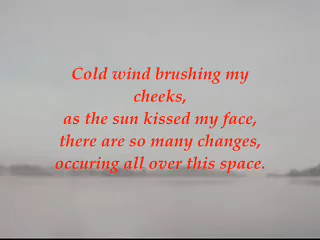 Cold wind brushing my
cheeks,
as the sun kissed my face,
there are so many changes,
occuring all over this space.